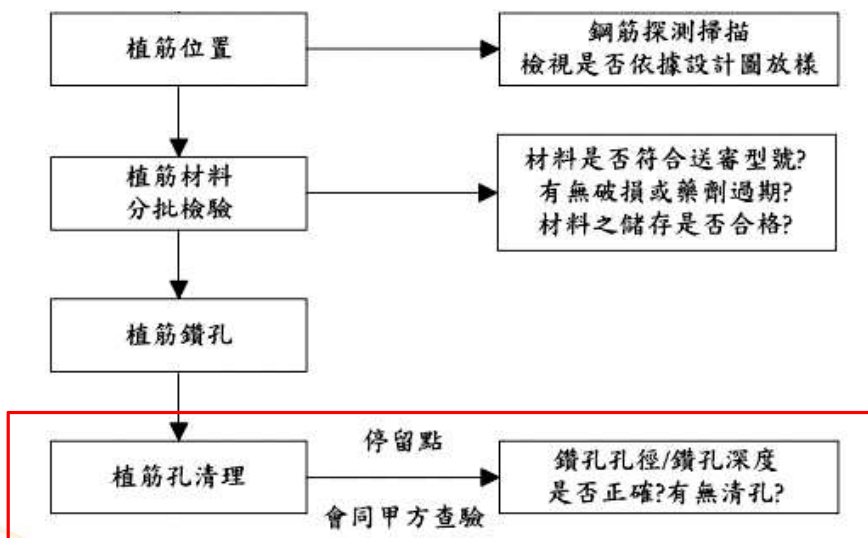 植筋位置
鋼筋探測掃描
檢視是否依據設計圖放樣
植筋材料
分批檢驗
材料是否符合送審型號?
有無破損或藥劑過期?
材料之儲存是否合格?
植筋鑽孔
植筋孔清理
停留點
會同甲方查驗
鑽孔孔徑/鑽孔深度
是否正確?有無清孔?